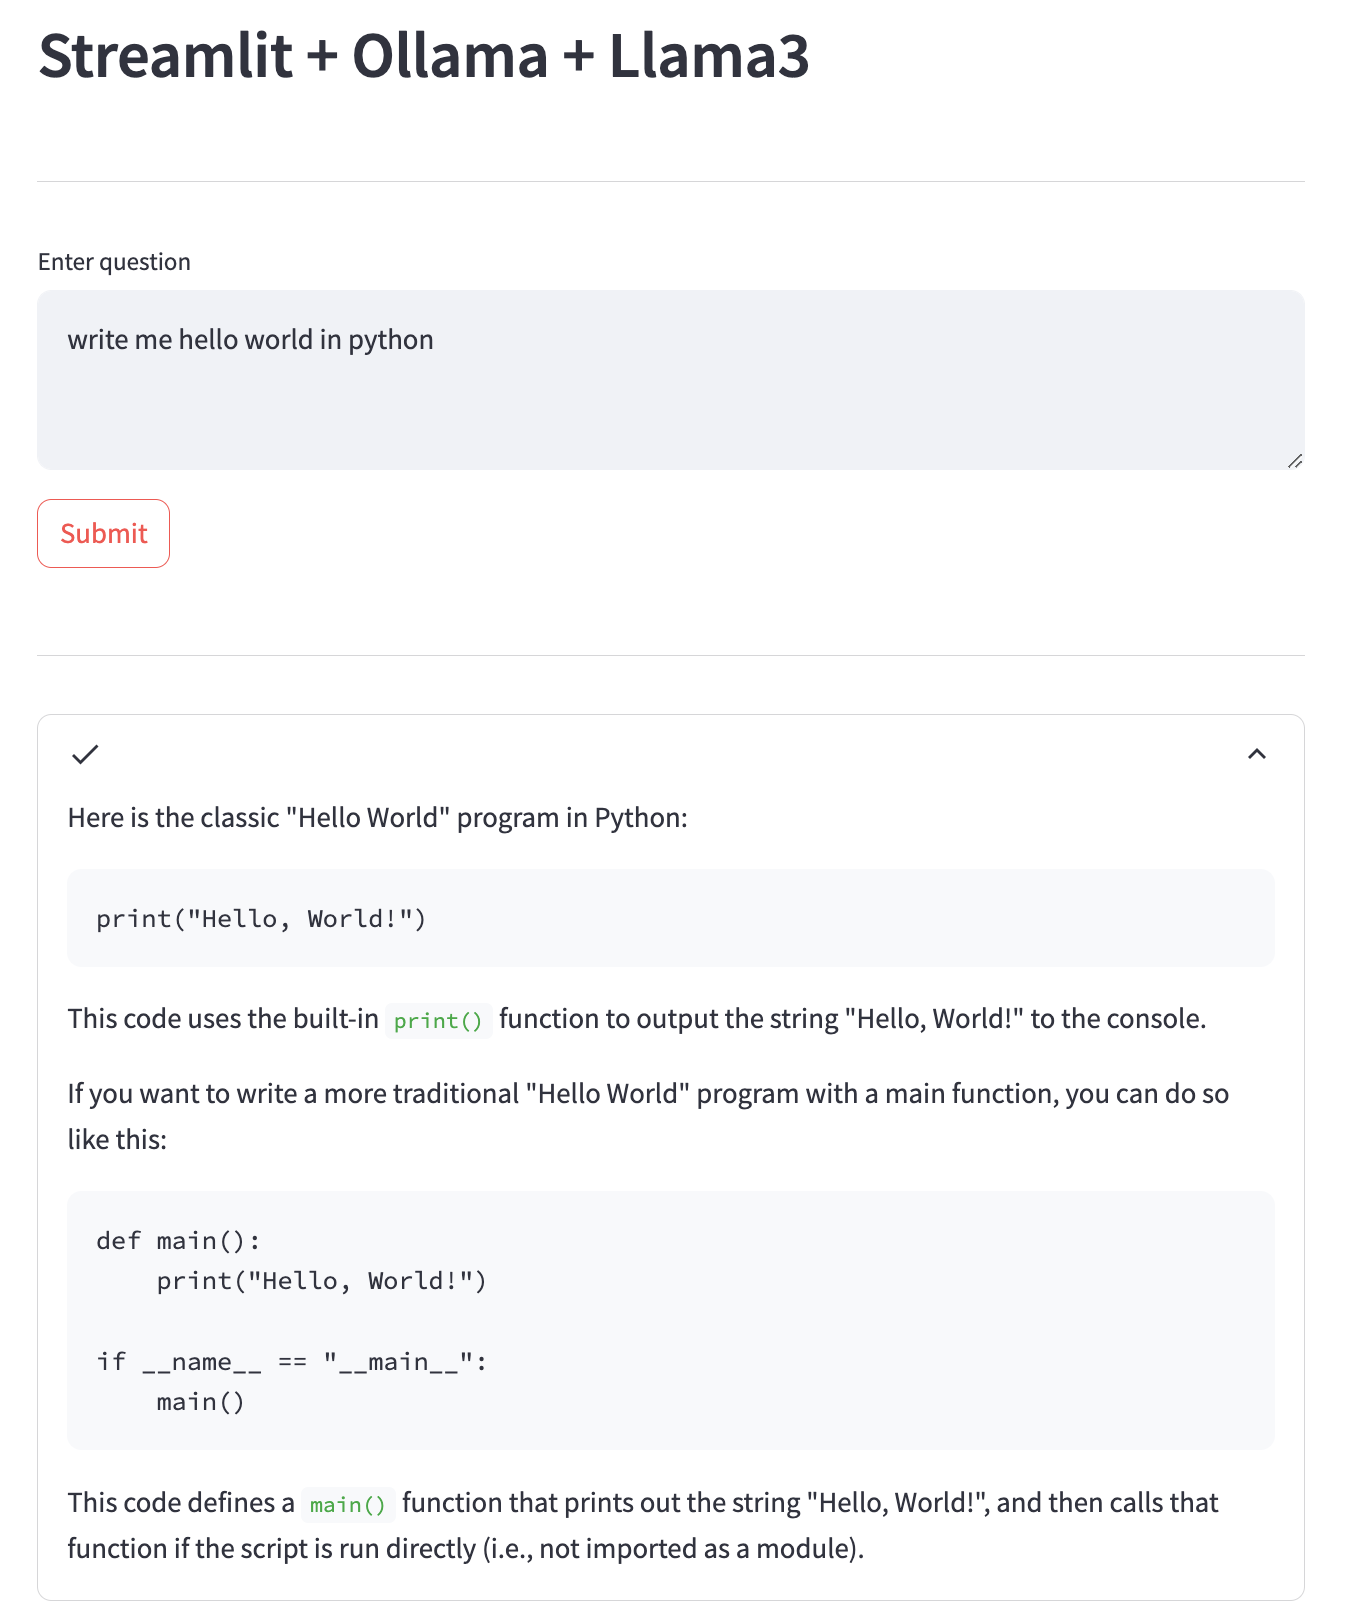 Streamlit + Ollama + Llama3
Enter question
write me hello world in python
Submit
Here is the classic "Hello World" program in Python:
print("Hello, World!")
This code uses the built-in print() function to output the string "Hello, World!" to the console.
If you want to write a more traditional "Hello World" program with a main function, you can do so
like this:
def main():
    print("Hello, World!")
if __name__ == "__main__":
    main()
This code defines a main() function that prints out the string "Hello, World!", and then calls that
function if the script is run directly (i.e., not imported as a module).